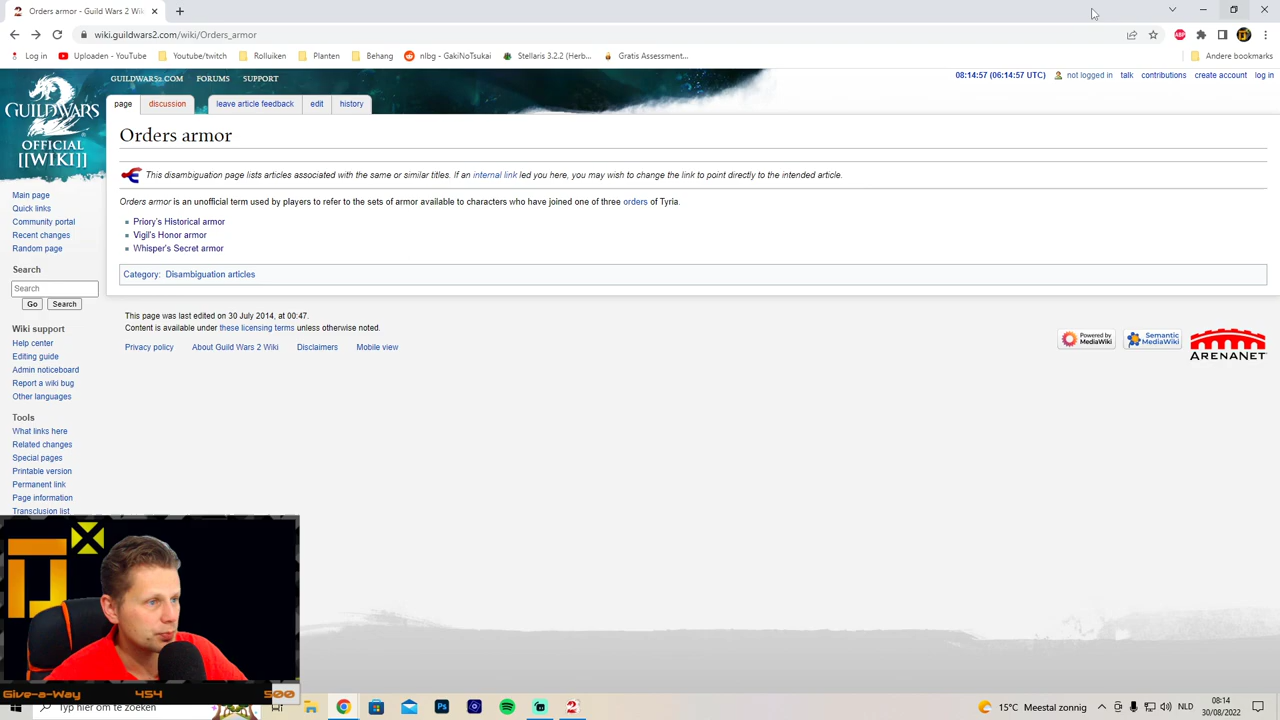 Orders armor - Guild Wars 2 Wi
wiki.guildwars2.com/wiki/Orders_armor
Log in
Uploaden - YouTube
Youtube/twitch
Rolluiken
Planten
Behang
nlbg - GakiNoTsukai
Stellaris 3.2.2 (Herb...
Gratis Assessment...
Andere bookmarks
GUILDWARS2.COM FORUMS SUPPORT
08:14:57 (06:14:57 UTC) not logged in talk contributions create account log in
GUILDWARS
2
OFFICIAL
[[WIKI]]
page discussion leave article feedback edit history
Orders armor
This disambiguation page lists articles associated with the same or similar titles. If an internal link led you here, you may wish to change the link to point directly to the intended article.
Orders armor is an unofficial term used by players to refer to the sets of armor available to characters who have joined one of three orders of Tyria.
Priory's Historical armor
Vigil's Honor armor
Whisper's Secret armor
Category: Disambiguation articles
This page was last edited on 30 July 2014, at 00:47.
Content is available under these licensing terms unless otherwise noted.
Privacy policy About Guild Wars 2 Wiki Disclaimers Mobile view
Powered by
MediaWiki
Semantic
MediaWiki
ARENANET
Main page
Quick links
Community portal
Recent changes
Random page
Search
Search
Go Search
Wiki support
Help center
Editing guide
Admin noticeboard
Report a wiki bug
Other languages
Tools
What links here
Related changes
Special pages
Printable version
Permanent link
Page information
Transclusion list
Give-a-Way 454 500
Typ hier om te zoeken
15°C Meestal zonnig
NLD
08:14
30/08/2022